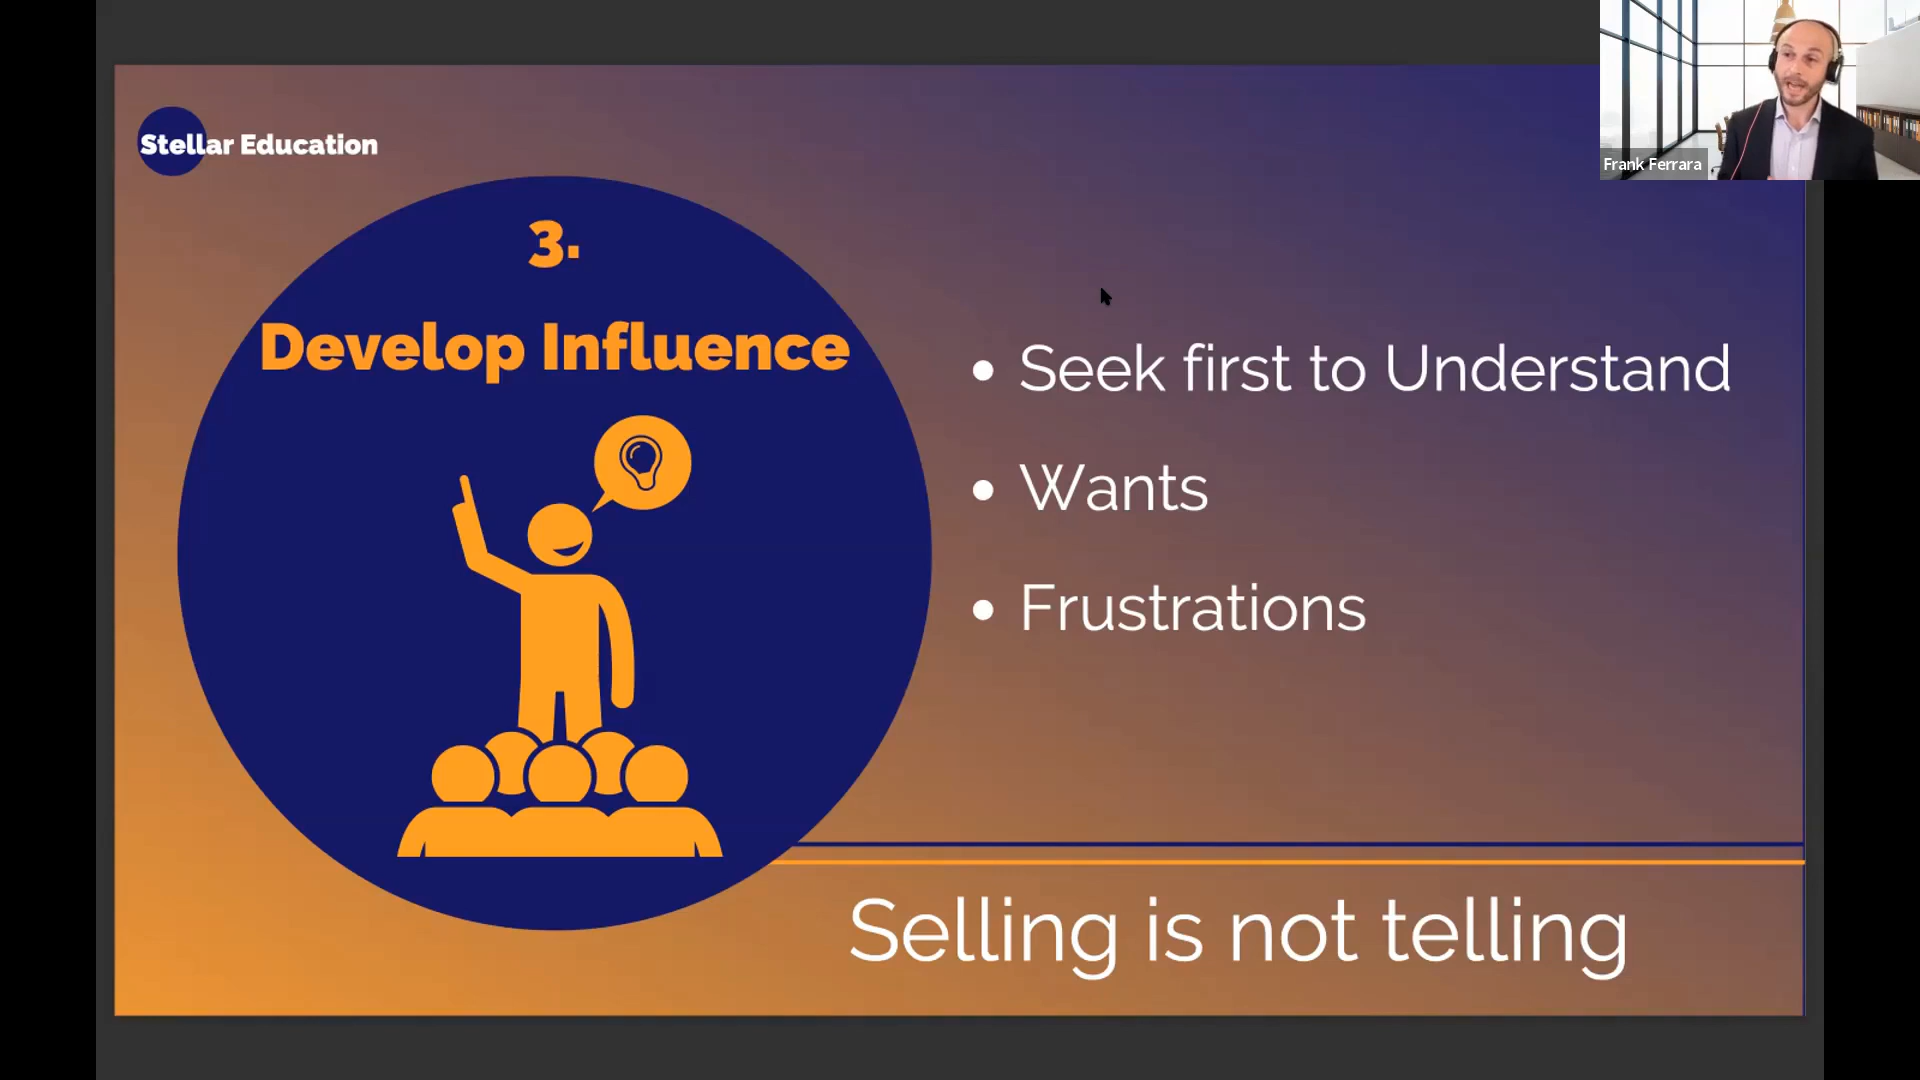 Stellar Education
3.
Develop Influence
• Seek first to Understand
• Wants
• Frustrations
Selling is not telling
Frank Ferrara